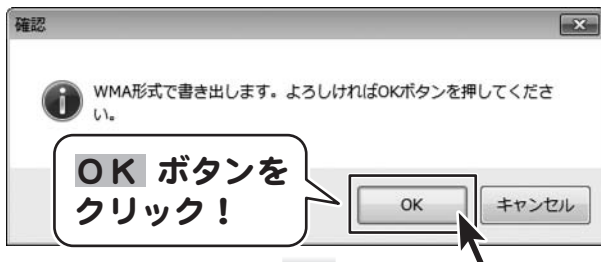 確認
WMA形式で書き出します。よろしければOKボタンを押してくださ
い。
ＯＫ ボタンを
クリック！
OK
キャンセル